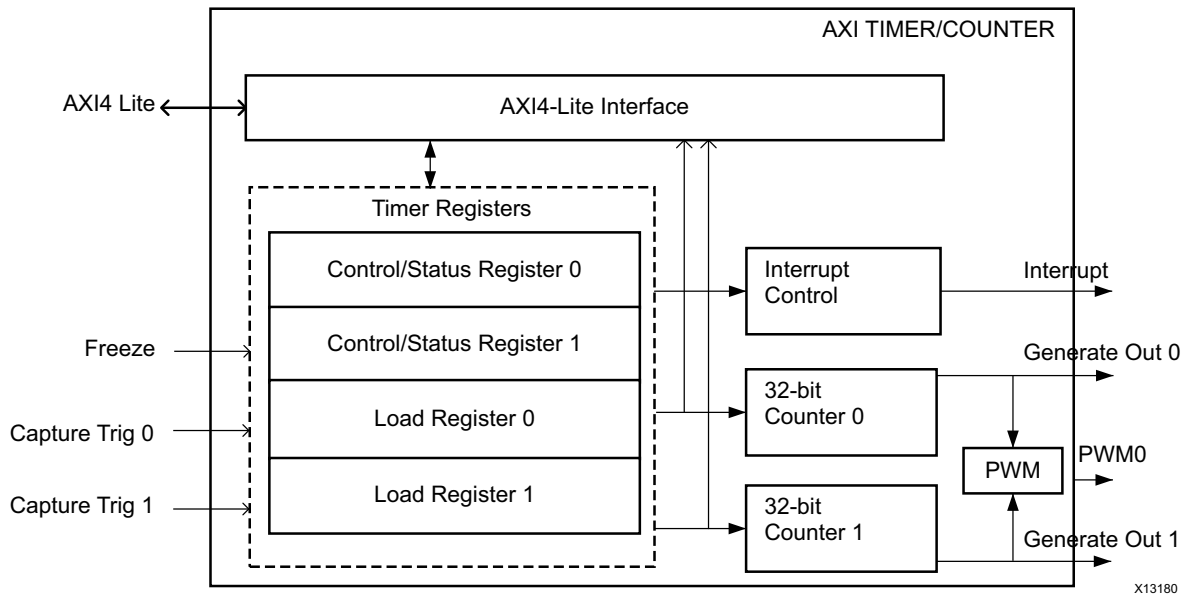 AXI TIMER/COUNTER
AXI4 Lite
AXI4-Lite Interface
Timer Registers
Control/Status Register 0
Interrupt
Control
Interrupt
Freeze
Control/Status Register 1
Generate Out 0
Capture Trig 0
Load Register 0
32-bit
Counter 0
PWM
PWM0
Capture Trig 1
Load Register 1
32-bit
Counter 1
Generate Out 1
X13180